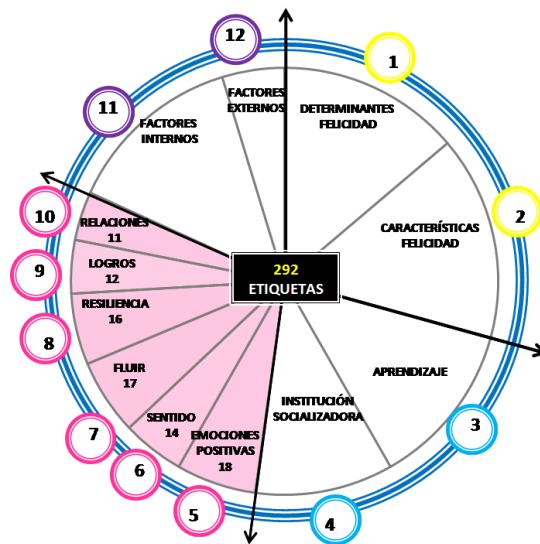 12
1
FACTORES
EXTERNOS
DETERMINANTES
FELICIDAD
11
FACTORES
INTERNOS
10
RELACIONES
11
2
CARACTERÍSTICAS
FELICIDAD
9
LOGROS
12
292
ETIQUETAS
8
RESILIENCIA
16
FLUIR
17
APRENDIZAJE
3
7
SENTIDO
14
INSTITUCIÓN
SOCIALIZADORA
6
EMOCIONES
POSITIVAS
18
5
4